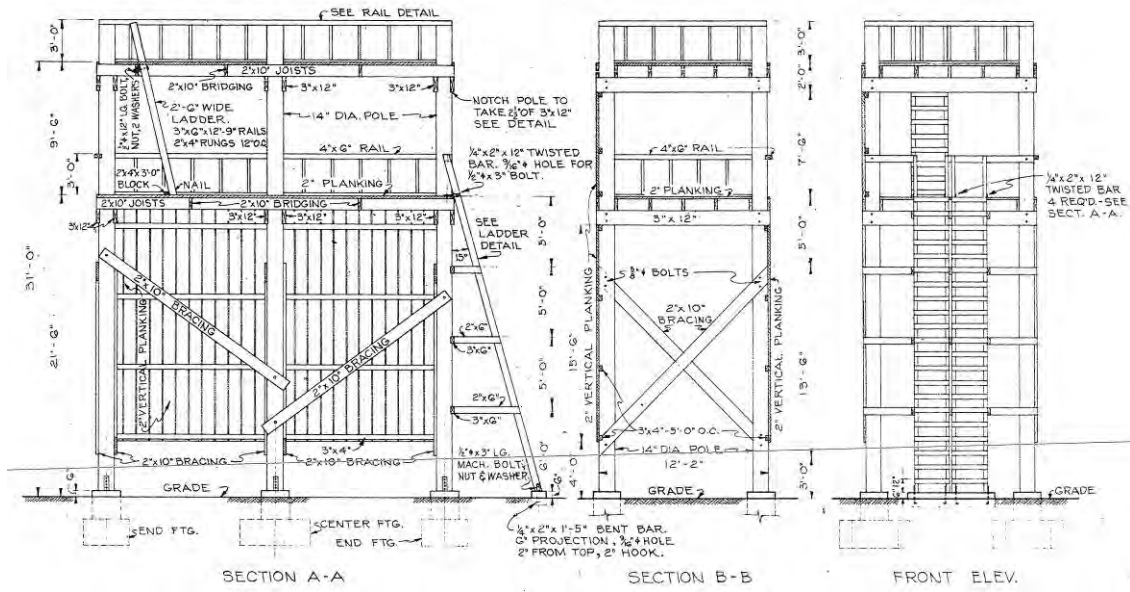 SEE RAIL DETAIL
3'-0"
2"x10" JOISTS
2"x10" BRIDGING
3"x12"
3"x12"
NUT, 2 WASHERS
2'-6" WIDE
LADDER.
3"x6"x12'-9" RAILS
2"x4" RUNGS 12"O.C.
14" DIA. POLE
NOTCH POLE TO
TAKE 2½" OF 3"x12"
SEE DETAIL
9'-6"
3'-0"
4"x6" RAIL
¼"x2"x12" TWISTED
BAR. 9/16"ϕ HOLE FOR
½"ϕx3" BOLT.
2"x4"x3'-0"
BLOCK
NAIL
2" PLANKING
2"x10" JOISTS
2"x10" BRIDGING
3"x12"
3"x12"
3"x12"
3"x12"
SEE
LADDER
DETAIL
15"
5'-0"
5'-0"
5'-0"
6'-0"
31'-0"
21'-6"
2"x10" BRACING
2"x10" BRACING
2" VERTICAL PLANKING
2"x6"
3"x6"
2"x6"
3"x6"
3"x4"
2"x10" BRACING
2"x10" BRACING
½"ϕx3" LG.
MACH. BOLT,
NUT & WASHER
6"
6"
GRADE
END FTG.
CENTER FTG.
END FTG.
¼"x2"x1'-5" BENT BAR.
6" PROJECTION, 9/16"ϕ HOLE
2" FROM TOP, 2" HOOK.
SECTION A-A
4"x6" RAIL
2" PLANKING
3"x12"
⅝"ϕ BOLTS
2"x10"
BRACING
2" VERTICAL PLANKING
2" VERTICAL PLANKING
15'-6"
4'-0"
3"x4"-5'-0" O.C.
14" DIA. POLE
12'-2"
GRADE
SECTION B-B
3'-0"
2'-0"
7'-6"
5'-0"
13'-6"
3'-0"
¼"x2"x12"
TWISTED BAR
4 REQ'D.-SEE
SECT. A-A.
GRADE
FRONT ELEV.